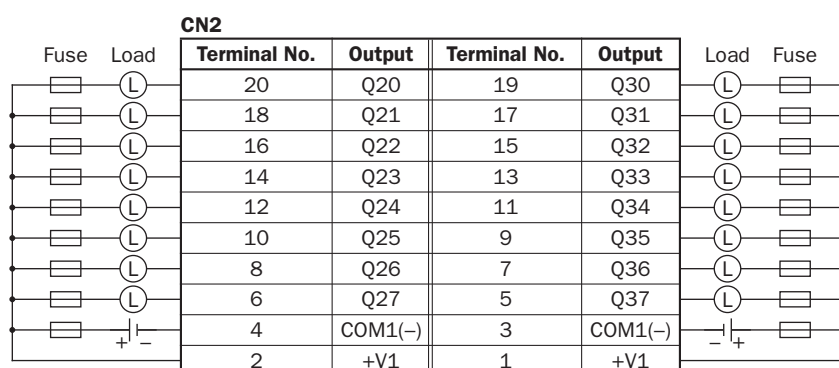 CN2
Fuse Load Terminal No. Output Terminal No. Output Load Fuse
L 20 Q20 19 Q30 L
L 18 Q21 17 Q31 L
L 16 Q22 15 Q32 L
L 14 Q23 13 Q33 L
L 12 Q24 11 Q34 L
L 10 Q25 9 Q35 L
L 8 Q26 7 Q36 L
L 6 Q27 5 Q37 L
+ – 4 COM1(–) 3 COM1(–) – +
2 +V1 1 +V1